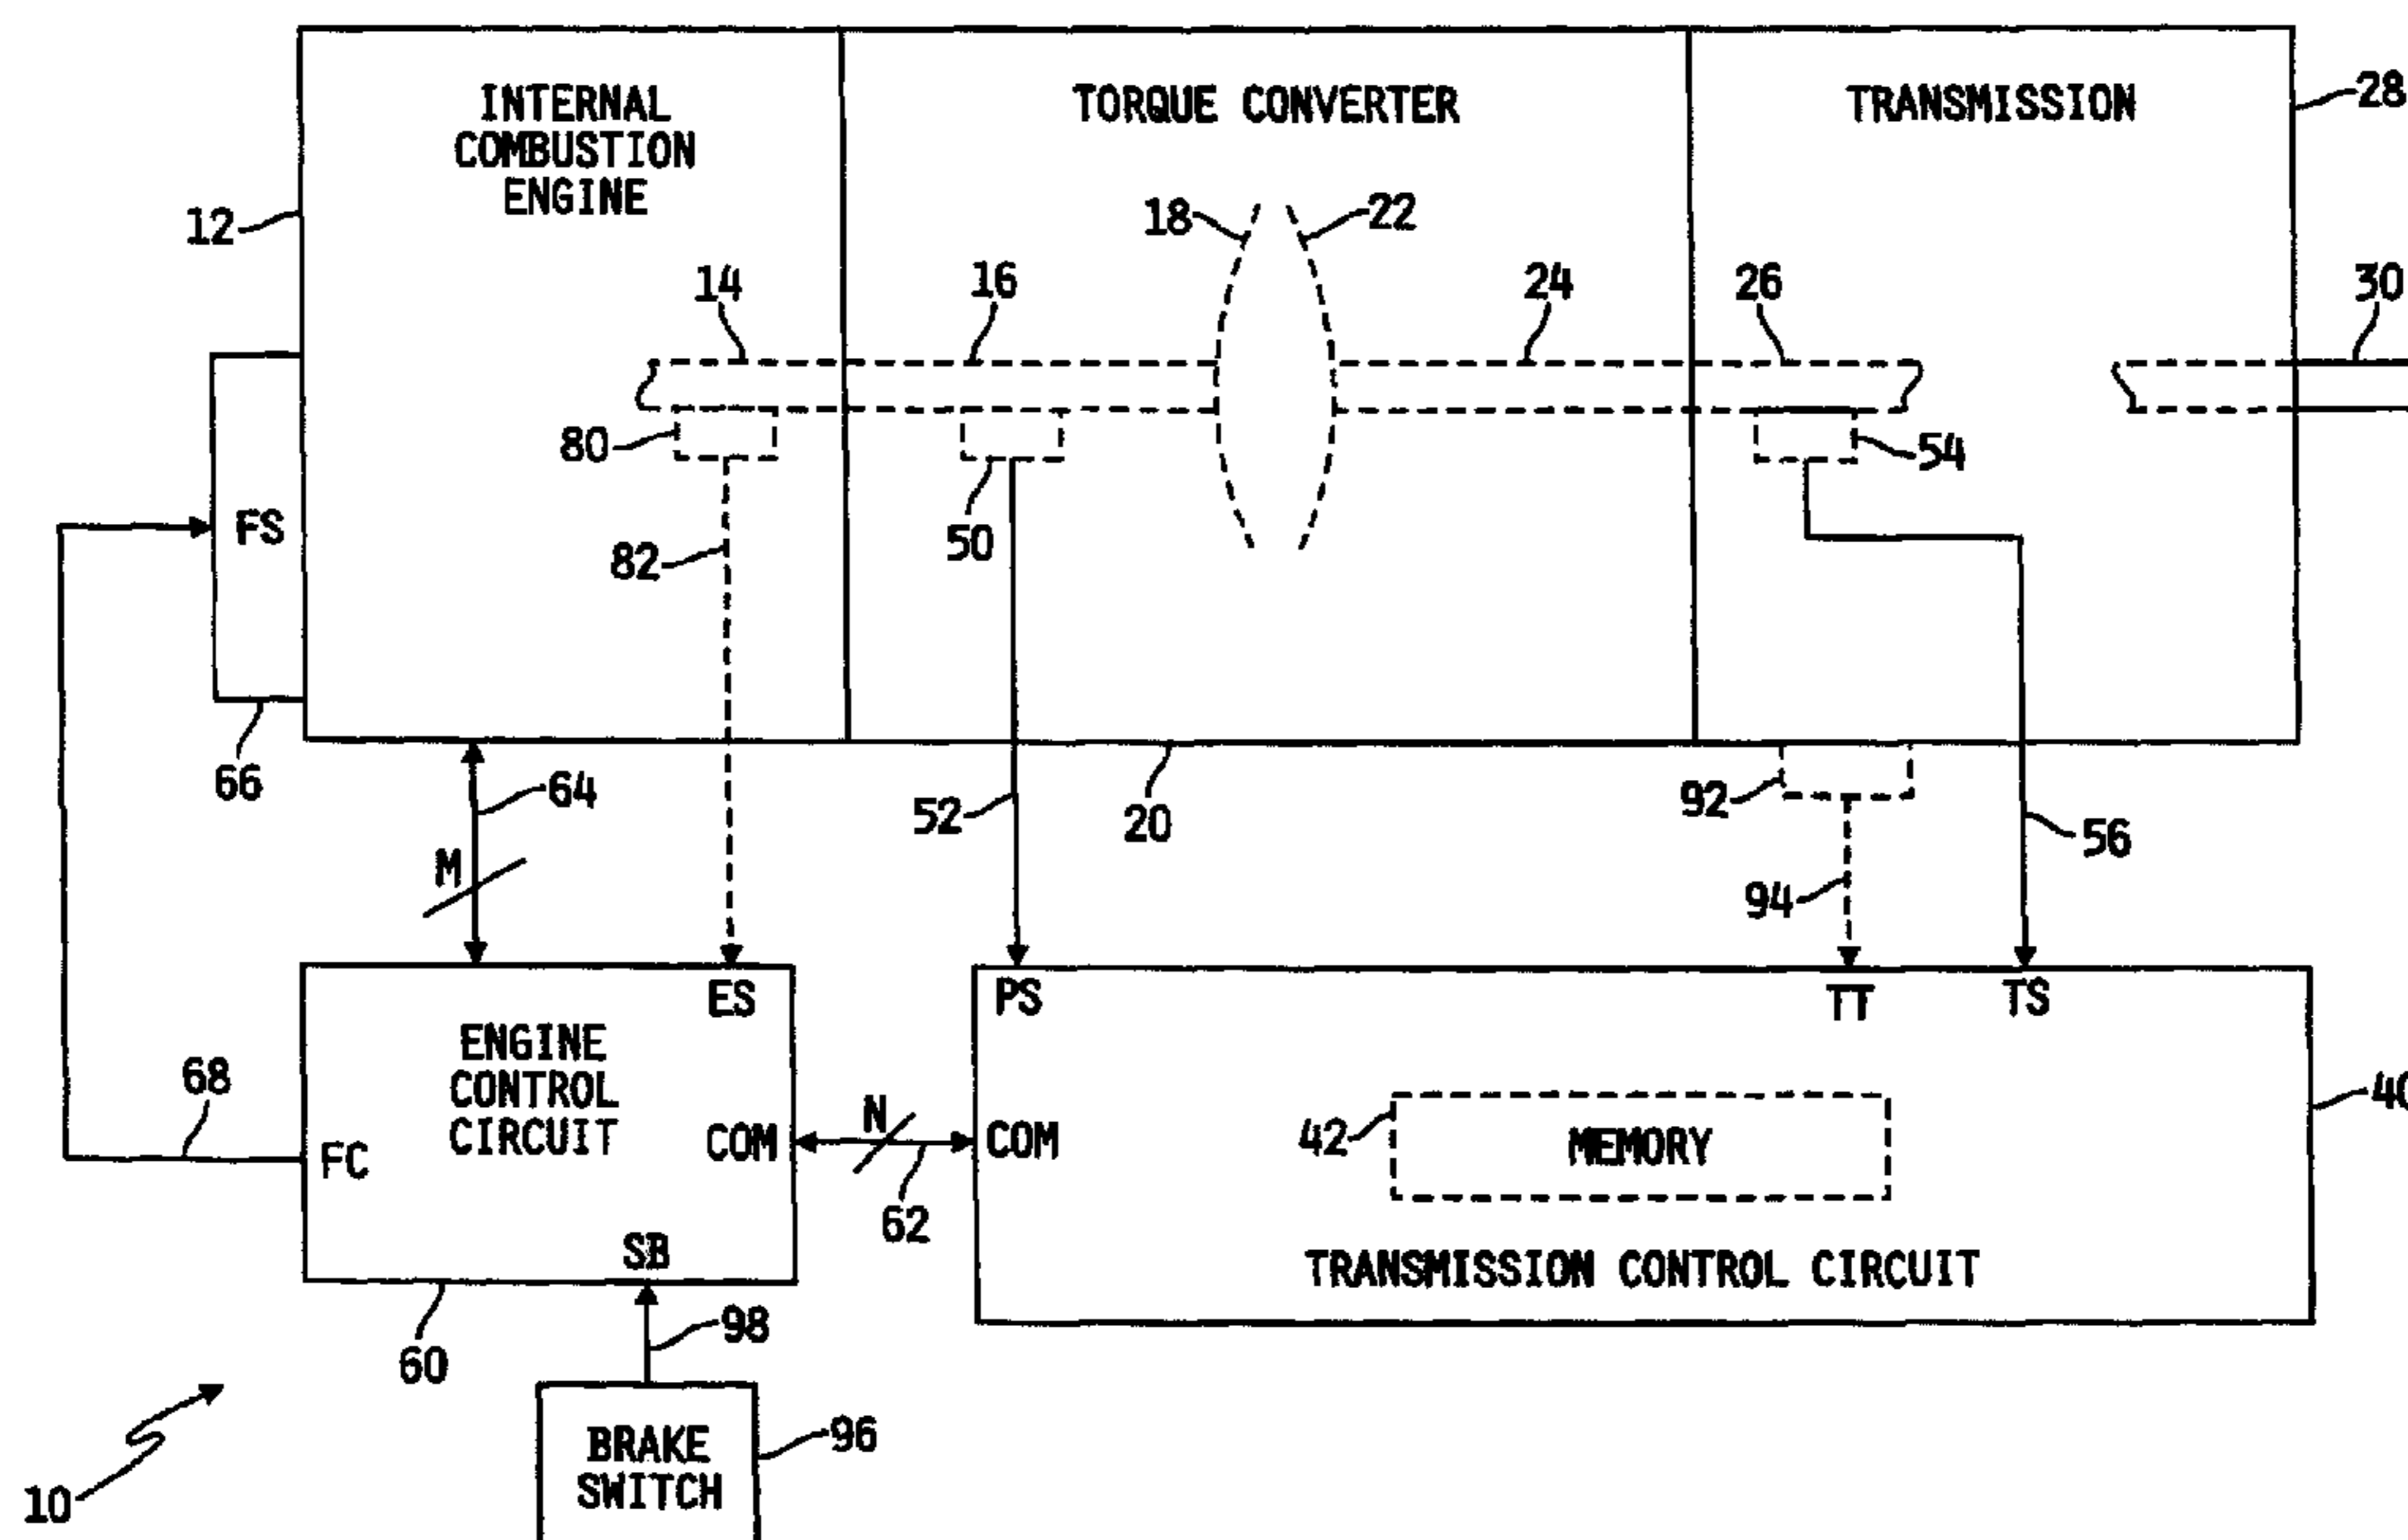 INTERNAL
COMBUSTION
ENGINE
TORQUE CONVERTER
TRANSMISSION
28
12
18
22
14
16
24
26
30
80
50
54
FS
82
66
64
52
20
92
56
M
94
ES
PS
TT
TS
ENGINE
CONTROL
CIRCUIT
68
FC
COM
N
COM
62
42
MEMORY
40
SB
TRANSMISSION CONTROL CIRCUIT
60
98
BRAKE
SWITCH
96
10